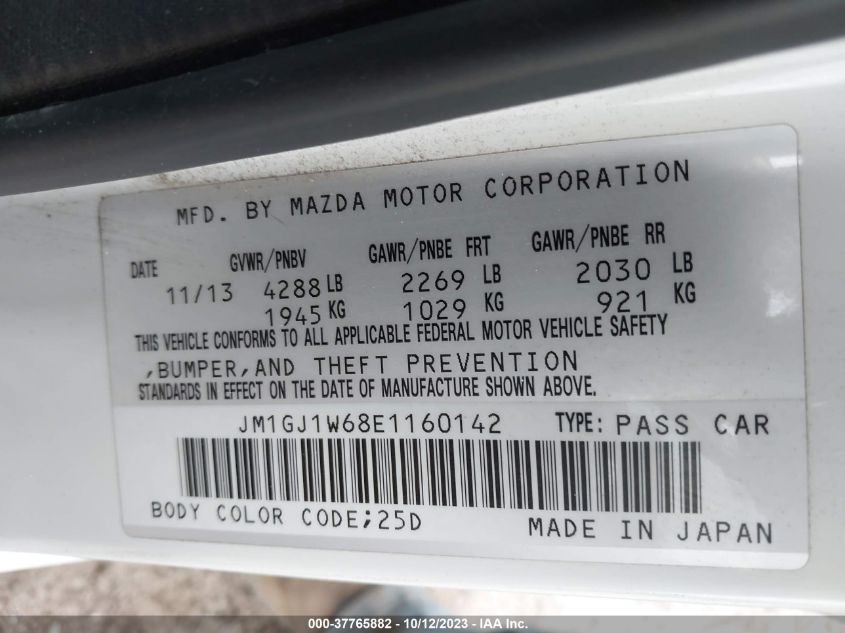 MFD. BY MAZDA MOTOR CORPORATION
DATE GVWR/PNBV GAWR/PNBE FRT GAWR/PNBE RR
11/13 4288 LB 2269 LB 2030 LB
1945 KG 1029 KG 921 KG
THIS VEHICLE CONFORMS TO ALL APPLICABLE FEDERAL MOTOR VEHICLE SAFETY
,BUMPER,AND THEFT PREVENTION
STANDARDS IN EFFECT ON THE DATE OF MANUFACTURE SHOWN ABOVE.
JM1GJ1W68E1160142 TYPE: PASS CAR
BODY COLOR CODE;25D MADE IN JAPAN
000-37765882 - 10/12/2023 - IAA Inc.